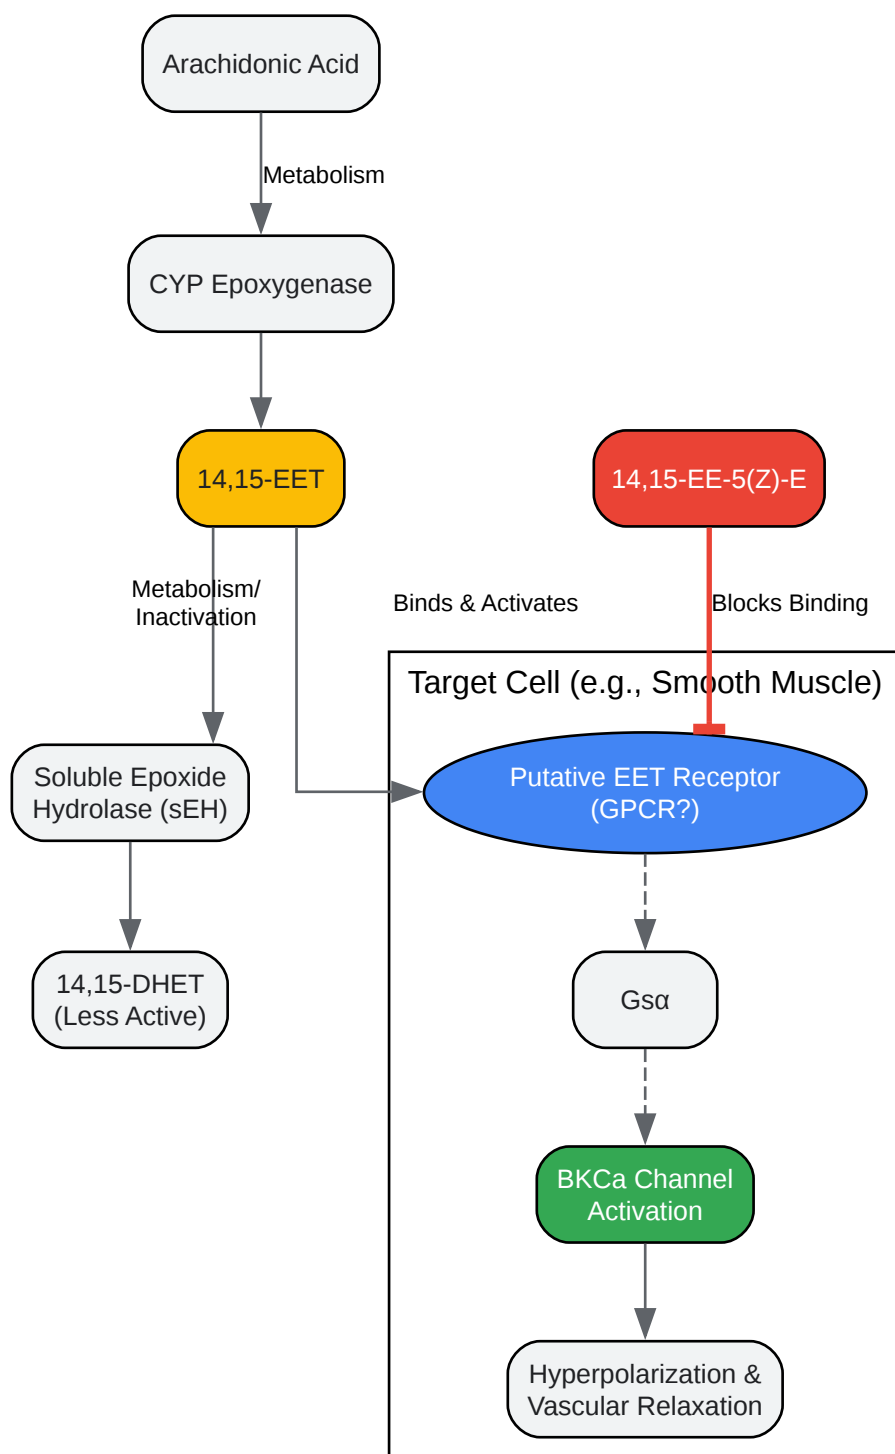 Arachidonic Acid
Metabolism
CYP Epoxygenase
14,15-EET
14,15-EE-5(Z)-E
Metabolism/
Inactivation
Binds & Activates
Blocks Binding
Target Cell (e.g., Smooth Muscle)
Soluble Epoxide
Hydrolase (sEH)
Putative EET Receptor
(GPCR?)
14,15-DHET
(Less Active)
Gsα
BKCa Channel
Activation
Hyperpolarization &
Vascular Relaxation